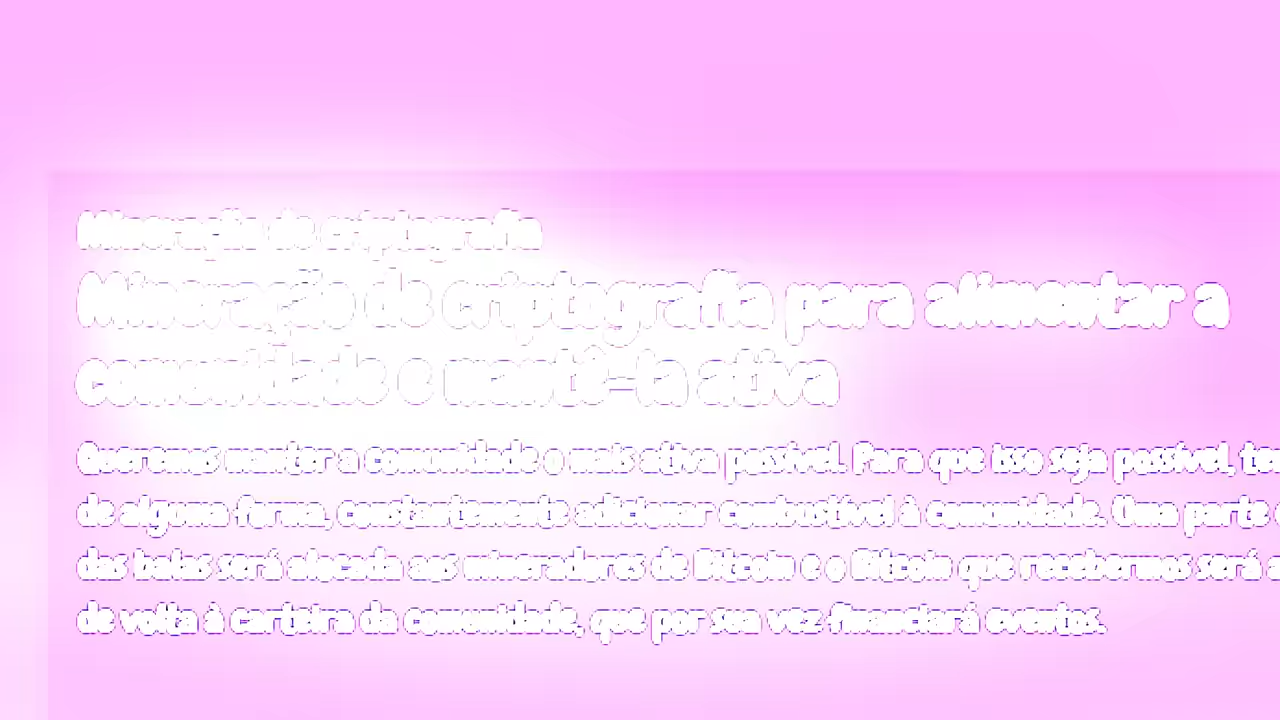 Mineração de criptografia
Mineração de criptografia para alimentar a
comunidade e mantê-la ativa
Queremos manter a comunidade o mais ativa possível. Para que isso seja possível,
de alguma forma, constantemente adicionar combustível à comunidade. Uma parte
das bolas será alocada aos mineradores de Bitcoin e o Bitcoin que recebermos será
de volta à carteira da comunidade, que por sua vez financiará eventos.